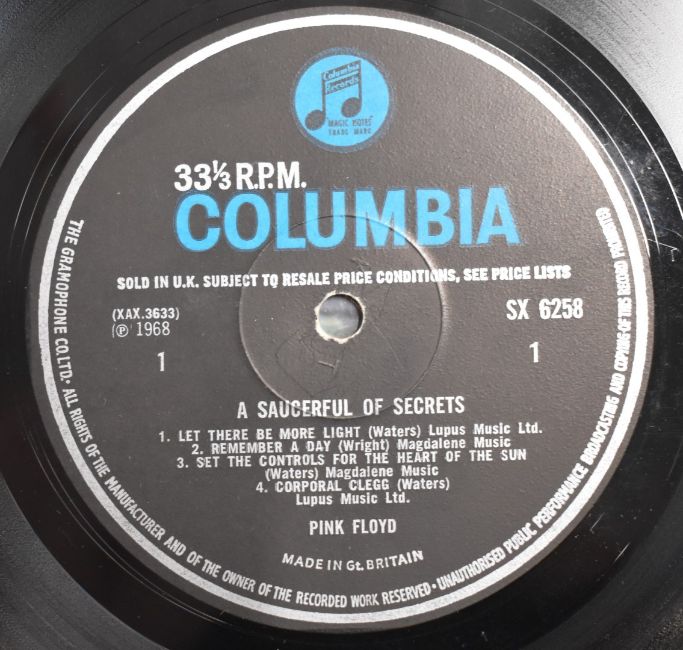 Columbia
Records
MAGIC NOTES
TRADE MARK
33⅓ R.P.M.
COLUMBIA
SOLD IN U.K. SUBJECT TO RESALE PRICE CONDITIONS, SEE PRICE LISTS
(XAX.3633)
SX 6258
Ⓟ 1968
1
1
A SAUCERFUL OF SECRETS
1. LET THERE BE MORE LIGHT (Waters) Lupus Music Ltd.
2. REMEMBER A DAY (Wright) Magdalene Music
3. SET THE CONTROLS FOR THE HEART OF THE SUN
(Waters) Magdalene Music
4. CORPORAL CLEGG (Waters)
Lupus Music Ltd.
PINK FLOYD
MADE IN Gt. BRITAIN
THE GRAMOPHONE CO. LTD. · ALL RIGHTS OF THE MANUFACTURER AND OF THE OWNER OF THE RECORDED WORK RESERVED · UNAUTHORISED PUBLIC PERFORMANCE BROADCASTING AND COPYING OF THIS RECORD PROHIBITED